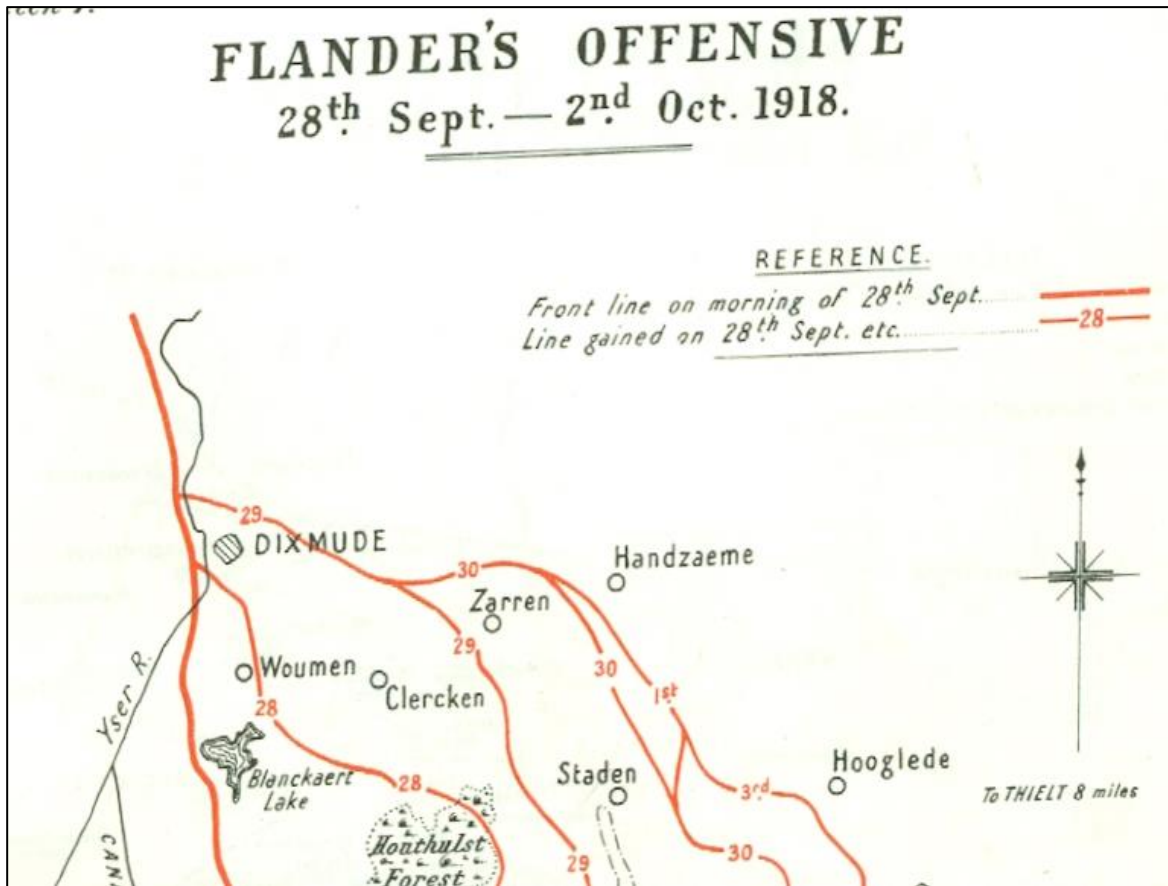 FLANDER'S OFFENSIVE
28th Sept. — 2nd Oct. 1918.
REFERENCE.
Front line on morning of 28th Sept.
Line gained on 28th Sept. etc.
28
29
DIXMUDE
30
Handzaeme
Zarren
29
30
1st
Woumen
Clercken
28
Yser R.
Blanckaert
Lake
28
Staden
Hooglede
3rd
To THIELT 8 miles
Honthulst
Forest
29
30